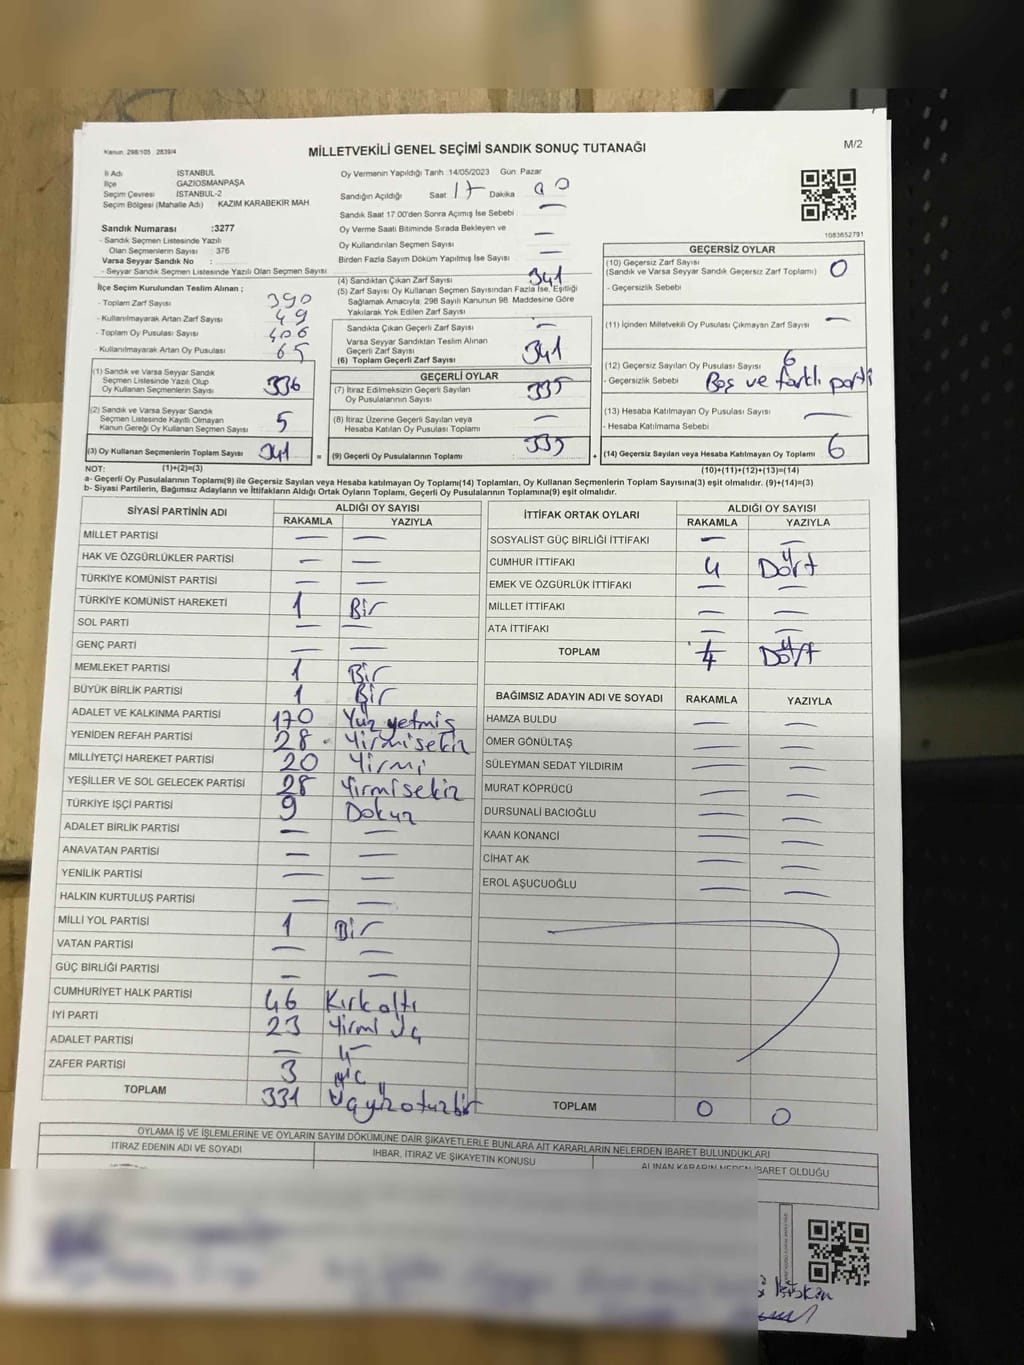 Kanun 298/105 2839/4
MİLLETVEKİLİ GENEL SEÇİMİ SANDIK SONUÇ TUTANAĞI
M/2
İl Adı İSTANBUL
İlçe GAZİOSMANPAŞA
Seçim Çevresi İSTANBUL-2
Seçim Bölgesi (Mahalle Adı) KAZIM KARABEKİR MAH.
Sandık Numarası :3277
- Sandık Seçmen Listesinde Yazılı
Olan Seçmenlerin Sayısı : 376
Varsa Seyyar Sandık No :
- Seyyar Sandık Seçmen Listesinde Yazılı Olan Seçmen Sayısı
Oy Vermenin Yapıldığı Tarih 14/05/2023 Gün Pazar
Sandığın Açıldığı Saat 17 Dakika 00
Sandık Saat 17:00'den Sonra Açılmış İse Sebebi —
Oy Verme Saati Bitiminde Sırada Bekleyen ve
Oy Kullandırılan Seçmen Sayısı —
Birden Fazla Sayım Döküm Yapılmış İse Sayısı —
1083652791
İlçe Seçim Kurulundan Teslim Alınan ;
- Toplam Zarf Sayısı 390
- Kullanılmayarak Artan Zarf Sayısı 49
- Toplam Oy Pusulası Sayısı 406
- Kullanılmayarak Artan Oy Pusulası 65
(1) Sandık ve Varsa Seyyar Sandık
Seçmen Listesinde Yazılı Olup
Oy Kullanan Seçmenlerin Sayısı 336
(2) Sandık ve Varsa Seyyar Sandık
Seçmen Listesinde Kayıtlı Olmayan
Kanun Gereği Oy Kullanan Seçmen Sayısı 5
(3) Oy Kullanan Seçmenlerin Toplam Sayısı 341 =
(4) Sandıktan Çıkan Zarf Sayısı 341
(5) Zarf Sayısı Oy Kullanan Seçmen Sayısından Fazla İse, Eşitliği
Sağlamak Amacıyla, 298 Sayılı Kanunun 98. Maddesine Göre
Yakılarak Yok Edilen Zarf Sayısı
Sandıkta Çıkan Geçerli Zarf Sayısı —
Varsa Seyyar Sandıktan Teslim Alınan
Geçerli Zarf Sayısı
(6) Toplam Geçerli Zarf Sayısı 341
GEÇERLİ OYLAR
(7) İtiraz Edilmeksizin Geçerli Sayılan
Oy Pusulalarının Sayısı 335
(8) İtiraz Üzerine Geçerli Sayılan veya
Hesaba Katılan Oy Pusulası Toplamı —
(9) Geçerli Oy Pusulalarının Toplamı 335 +
GEÇERSİZ OYLAR
(10) Geçersiz Zarf Sayısı
(Sandık ve Varsa Seyyar Sandık Geçersiz Zarf Toplamı) 0
- Geçersizlik Sebebi
(11) İçinden Milletvekili Oy Pusulası Çıkmayan Zarf Sayısı —
(12) Geçersiz Sayılan Oy Pusulası Sayısı 6
- Geçersizlik Sebebi Boş ve farklı parti
(13) Hesaba Katılmayan Oy Pusulası Sayısı —
- Hesaba Katılmama Sebebi
(14) Geçersiz Sayılan veya Hesaba Katılmayan Oy Toplamı 6
NOT: (1)+(2)=(3) (10)+(11)+(12)+(13)=(14)
a- Geçerli Oy Pusulalarının Toplamı(9) ile Geçersiz Sayılan veya Hesaba Katılmayan Oy Toplamı(14) Toplamları, Oy Kullanan Seçmenlerin Toplam Sayısına(3) eşit olmalıdır. (9)+(14)=(3)
b- Siyasi Partilerin, Bağımsız Adayların ve İttifakların Aldığı Ortak Oyların Toplamı, Geçerli Oy Pusulalarının Toplamına(9) eşit olmalıdır.
SİYASİ PARTİNİN ADI ALDIĞI OY SAYISI
RAKAMLA YAZIYLA
MİLLET PARTİSİ — —
HAK VE ÖZGÜRLÜKLER PARTİSİ — —
TÜRKİYE KOMÜNİST PARTİSİ — —
TÜRKİYE KOMÜNİST HAREKETİ 1 Bir
SOL PARTİ — —
GENÇ PARTİ — —
MEMLEKET PARTİSİ 1 Bir
BÜYÜK BİRLİK PARTİSİ 1 Bir
ADALET VE KALKINMA PARTİSİ 170 Yüz yetmiş
YENİDEN REFAH PARTİSİ 28 - Yirmisekiz
MİLLİYETÇİ HAREKET PARTİSİ 20 Yirmi
YEŞİLLER VE SOL GELECEK PARTİSİ 28 Yirmisekiz
TÜRKİYE İŞÇİ PARTİSİ 9 Dokuz
ADALET BİRLİK PARTİSİ — —
ANAVATAN PARTİSİ — —
YENİLİK PARTİSİ — —
HALKIN KURTULUŞ PARTİSİ — —
MİLLİ YOL PARTİSİ 1 Bir
VATAN PARTİSİ — —
GÜÇ BİRLİĞİ PARTİSİ — —
CUMHURİYET HALK PARTİSİ 46 Kırkaltı
İYİ PARTİ 23 Yirmi üç
ADALET PARTİSİ —
ZAFER PARTİSİ 3 üç
TOPLAM 331 Üçyüzotuzbir
İTTİFAK ORTAK OYLARI ALDIĞI OY SAYISI
RAKAMLA YAZIYLA
SOSYALİST GÜÇ BİRLİĞİ İTTİFAKI — —
CUMHUR İTTİFAKI 4 Dört
EMEK VE ÖZGÜRLÜK İTTİFAKI — —
MİLLET İTTİFAKI — —
ATA İTTİFAKI — —
TOPLAM 4 Dört
BAĞIMSIZ ADAYIN ADI VE SOYADI RAKAMLA YAZIYLA
HAMZA BULDU — —
ÖMER GÖNÜLTAŞ — —
SÜLEYMAN SEDAT YILDIRIM — —
MURAT KÖPRÜCÜ — —
DURSUNALİ BACIOĞLU — —
KAAN KONANCİ — —
CİHAT AK — —
EROL AŞUCUOĞLU — —
TOPLAM 0 0
OYLAMA İŞ VE İŞLEMLERİNE VE OYLARIN SAYIM DÖKÜMÜNE DAİR ŞİKAYETLERLE BUNLARA AİT KARARLARIN NELERDEN İBARET BULUNDUKLARI
İTİRAZ EDENİN ADI VE SOYADI İHBAR, İTİRAZ VE ŞİKAYETİN KONUSU ALINAN KARARIN NEDEN İBARET OLDUĞU